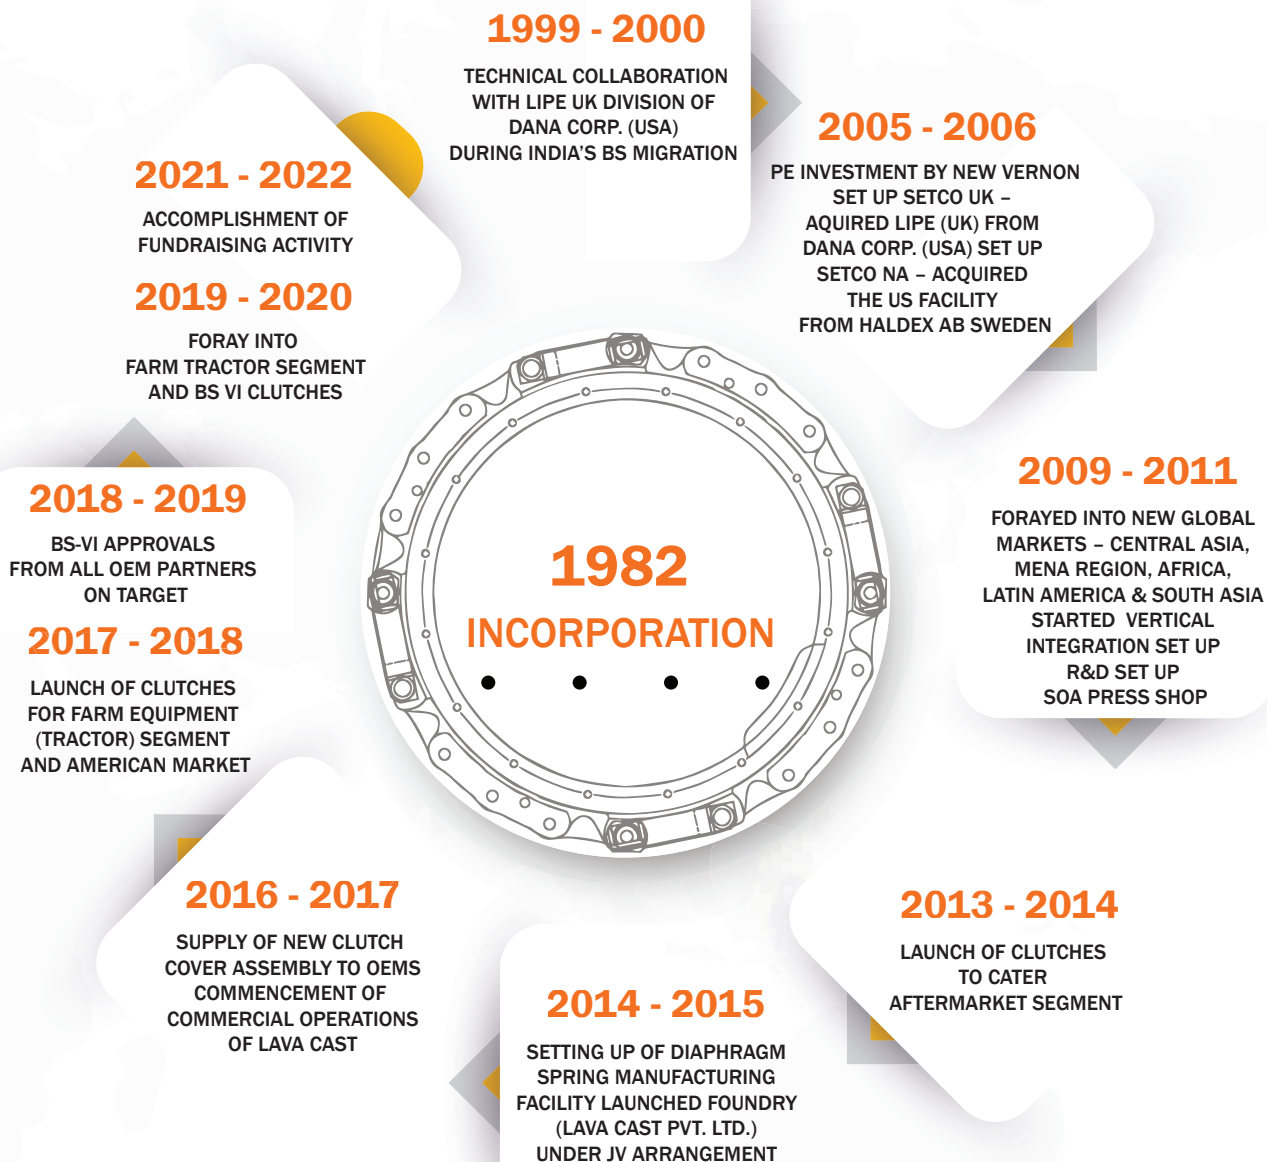 1999 - 2000
TECHNICAL COLLABORATION
WITH LIPE UK DIVISION OF
DANA CORP. (USA)
DURING INDIA'S BS MIGRATION
2005 - 2006
PE INVESTMENT BY NEW VERNON
SET UP SETCO UK –
AQUIRED LIPE (UK) FROM
DANA CORP. (USA) SET UP
SETCO NA – ACQUIRED
THE US FACILITY
FROM HALDEX AB SWEDEN
2009 - 2011
FORAYED INTO NEW GLOBAL
MARKETS – CENTRAL ASIA,
MENA REGION, AFRICA,
LATIN AMERICA & SOUTH ASIA
STARTED VERTICAL
INTEGRATION SET UP
R&D SET UP
SOA PRESS SHOP
2013 - 2014
LAUNCH OF CLUTCHES
TO CATER
AFTERMARKET SEGMENT
2014 - 2015
SETTING UP OF DIAPHRAGM
SPRING MANUFACTURING
FACILITY LAUNCHED FOUNDRY
(LAVA CAST PVT. LTD.)
UNDER JV ARRANGEMENT
2016 - 2017
SUPPLY OF NEW CLUTCH
COVER ASSEMBLY TO OEMS
COMMENCEMENT OF
COMMERCIAL OPERATIONS
OF LAVA CAST
2017 - 2018
LAUNCH OF CLUTCHES
FOR FARM EQUIPMENT
(TRACTOR) SEGMENT
AND AMERICAN MARKET
2018 - 2019
BS-VI APPROVALS
FROM ALL OEM PARTNERS
ON TARGET
2019 - 2020
FORAY INTO
FARM TRACTOR SEGMENT
AND BS VI CLUTCHES
2021 - 2022
ACCOMPLISHMENT OF
FUNDRAISING ACTIVITY
1982
INCORPORATION